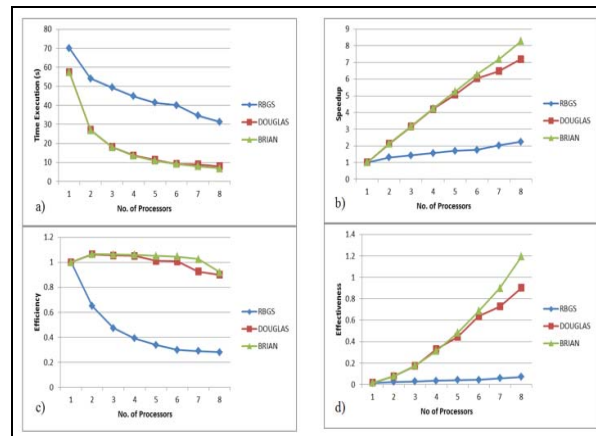 80
70
60
50
40
30
20
10
0
Time Execution (s)
1 2 3 4 5 6 7 8
No. of Processors
a)
RBGS
DOUGLAS
BRIAN
9
8
7
6
5
4
3
2
1
0
Speedup
1 2 3 4 5 6 7 8
No. of Processors
b)
RBGS
DOUGLAS
BRIAN
1.2
1
0.8
0.6
0.4
0.2
0
Efficiency
1 2 3 4 5 6 7 8
No. of Processors
c)
RBGS
DOUGLAS
BRIAN
1.4
1.2
1
0.8
0.6
0.4
0.2
0
Effectiveness
1 2 3 4 5 6 7 8
No of Processors
d)
RBGS
DOUGLAS
BRIAN